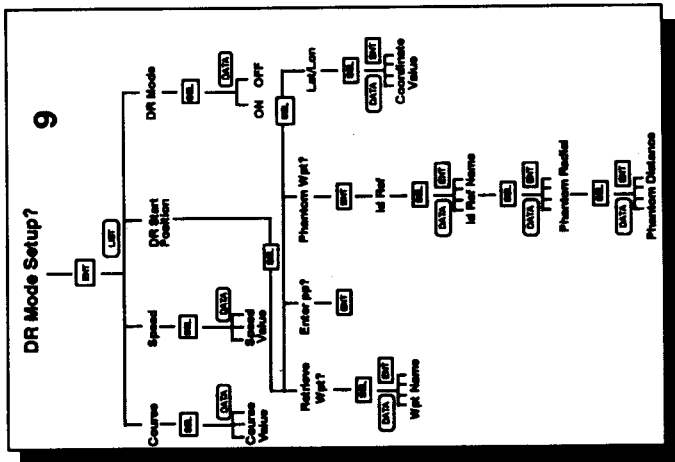 DR Mode Setup?
9
ENT
LIST
Course
Speed
DR Start
Position
DR Mode
SEL
SEL
SEL
DATA
DATA
DATA
Course
Value
Speed
Value
ON
OFF
SEL
SEL
Retrieve
Wpt?
Enter pp?
Phantom Wpt?
Lat/Lon
SEL
ENT
ENT
SEL
DATA
ENT
Wpt Name
Id Ref
DATA
ENT
Coordinate
Value
SEL
DATA
ENT
Id Ref Name
SEL
DATA
ENT
Phantom Radial
SEL
DATA
ENT
Phantom Distance